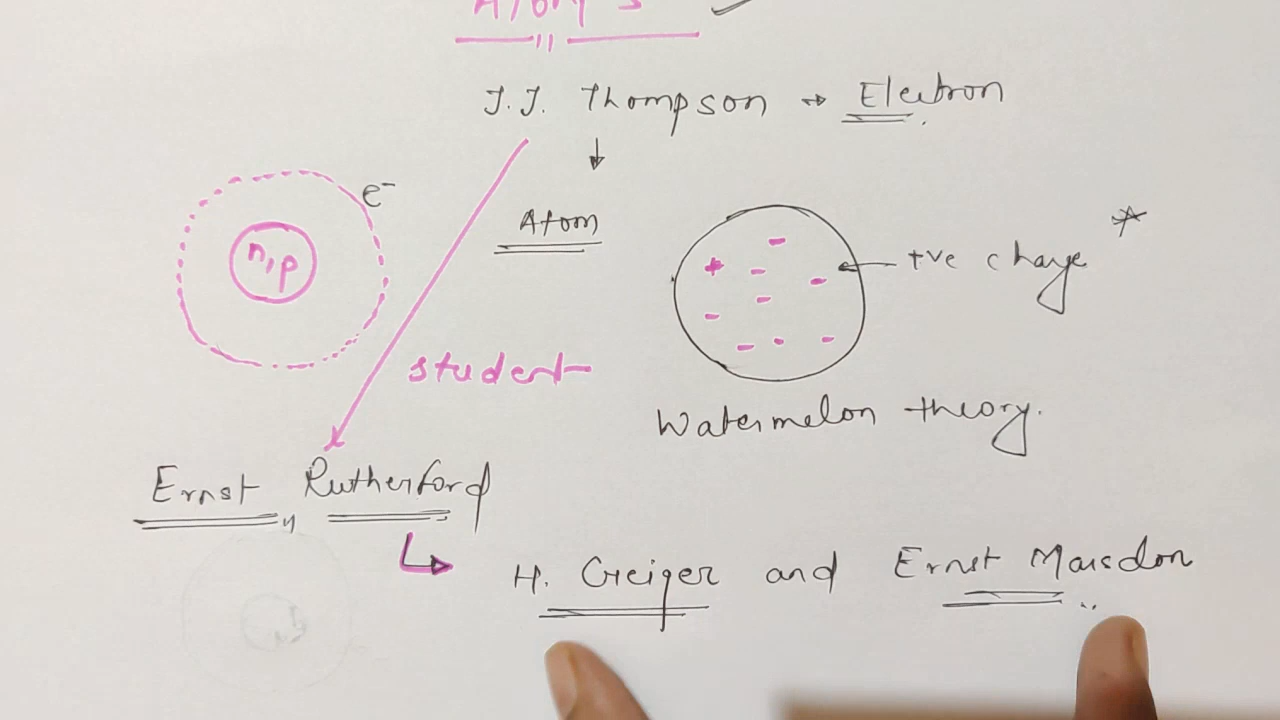 J.J. Thompson → Electron
e⁻
n,p
Atom
+ve charge
student
Watermelon theory.
Ernst Rutherford
H. Geiger and Ernst Marsdon